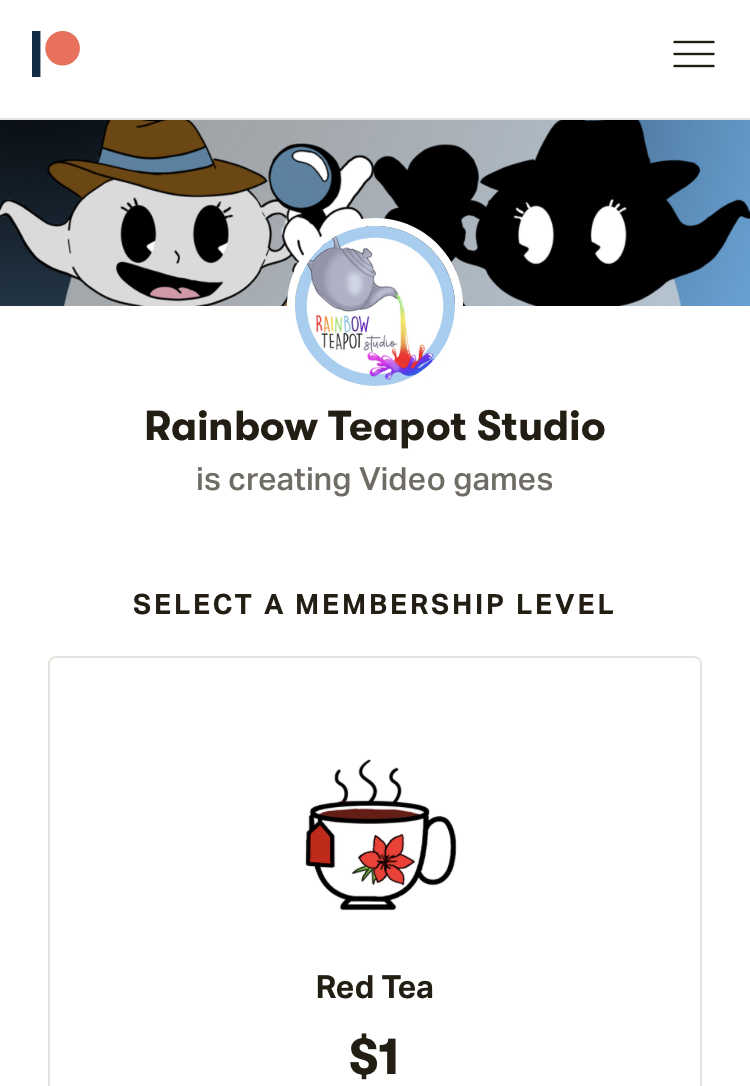 RAINBOW
TEAPOT studio
Rainbow Teapot Studio
is creating Video games
SELECT A MEMBERSHIP LEVEL
Red Tea
$1